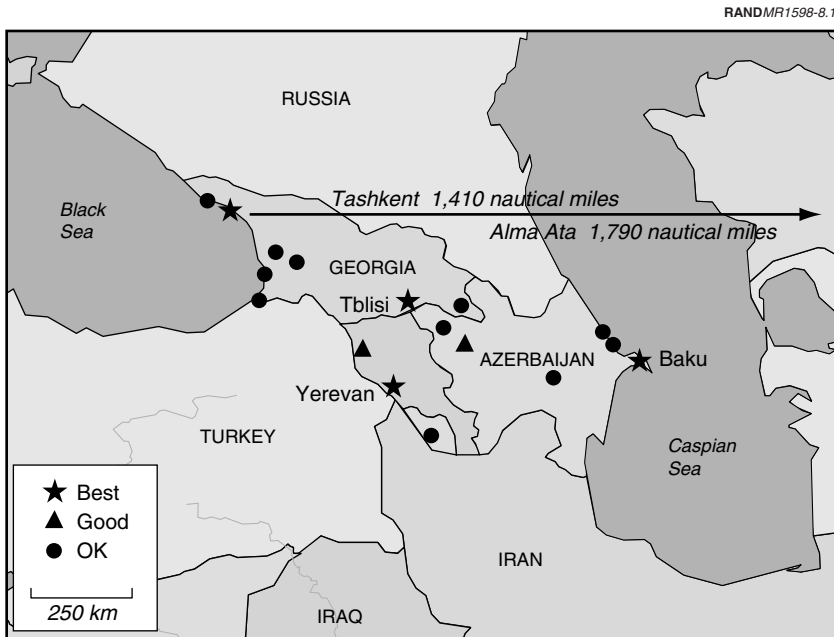 RANDMR1598-8.1
RUSSIA
Black
Sea
Tashkent 1,410 nautical miles
Alma Ata 1,790 nautical miles
GEORGIA
Tblisi
AZERBAIJAN
Baku
Yerevan
TURKEY
Caspian
Sea
Best
Good
OK
250 km
IRAN
IRAQ